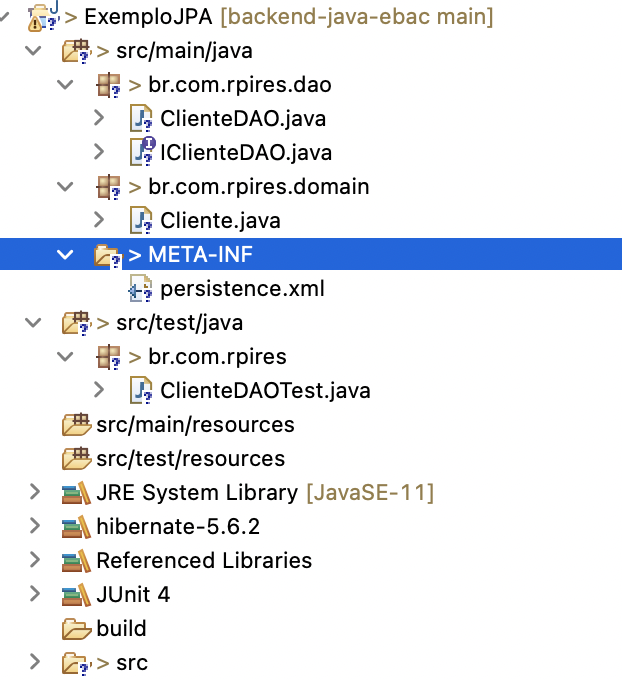 > ExemploJPA [backend-java-ebac main]
> src/main/java
> br.com.rpires.dao
ClienteDAO.java
IClienteDAO.java
> br.com.rpires.domain
Cliente.java
> META-INF
persistence.xml
> src/test/java
> br.com.rpires
ClienteDAOTest.java
src/main/resources
src/test/resources
JRE System Library [JavaSE-11]
hibernate-5.6.2
Referenced Libraries
JUnit 4
build
> src